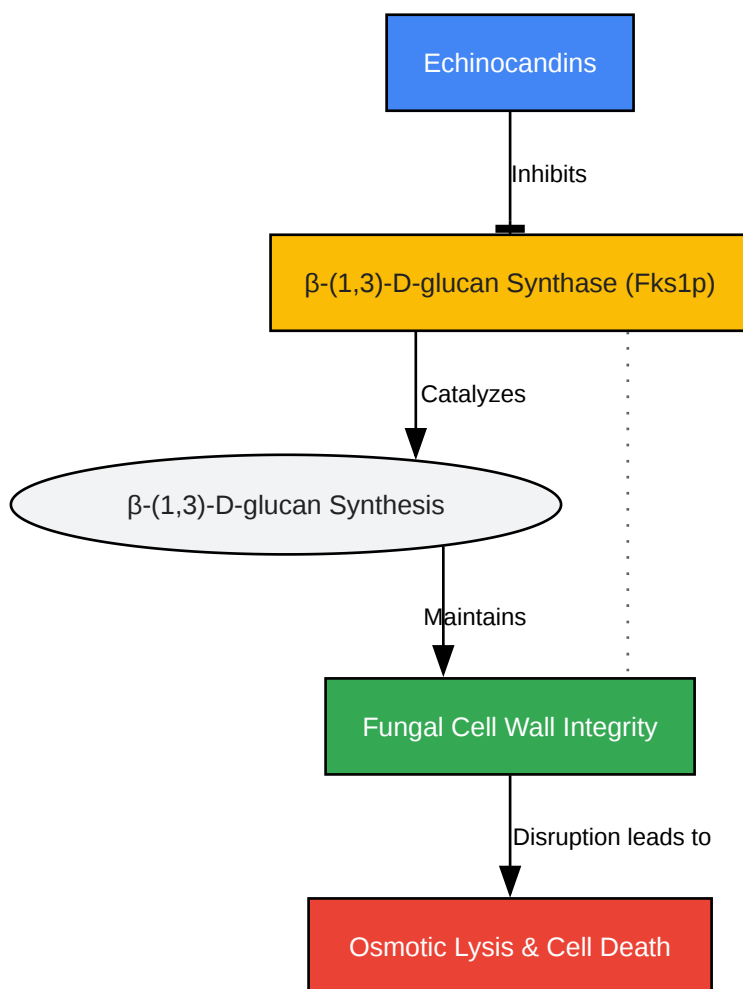 Echinocandins
Inhibits
β-(1,3)-D-glucan Synthase (Fks1p)
Catalyzes
β-(1,3)-D-glucan Synthesis
Maintains
Fungal Cell Wall Integrity
Disruption leads to
Osmotic Lysis & Cell Death